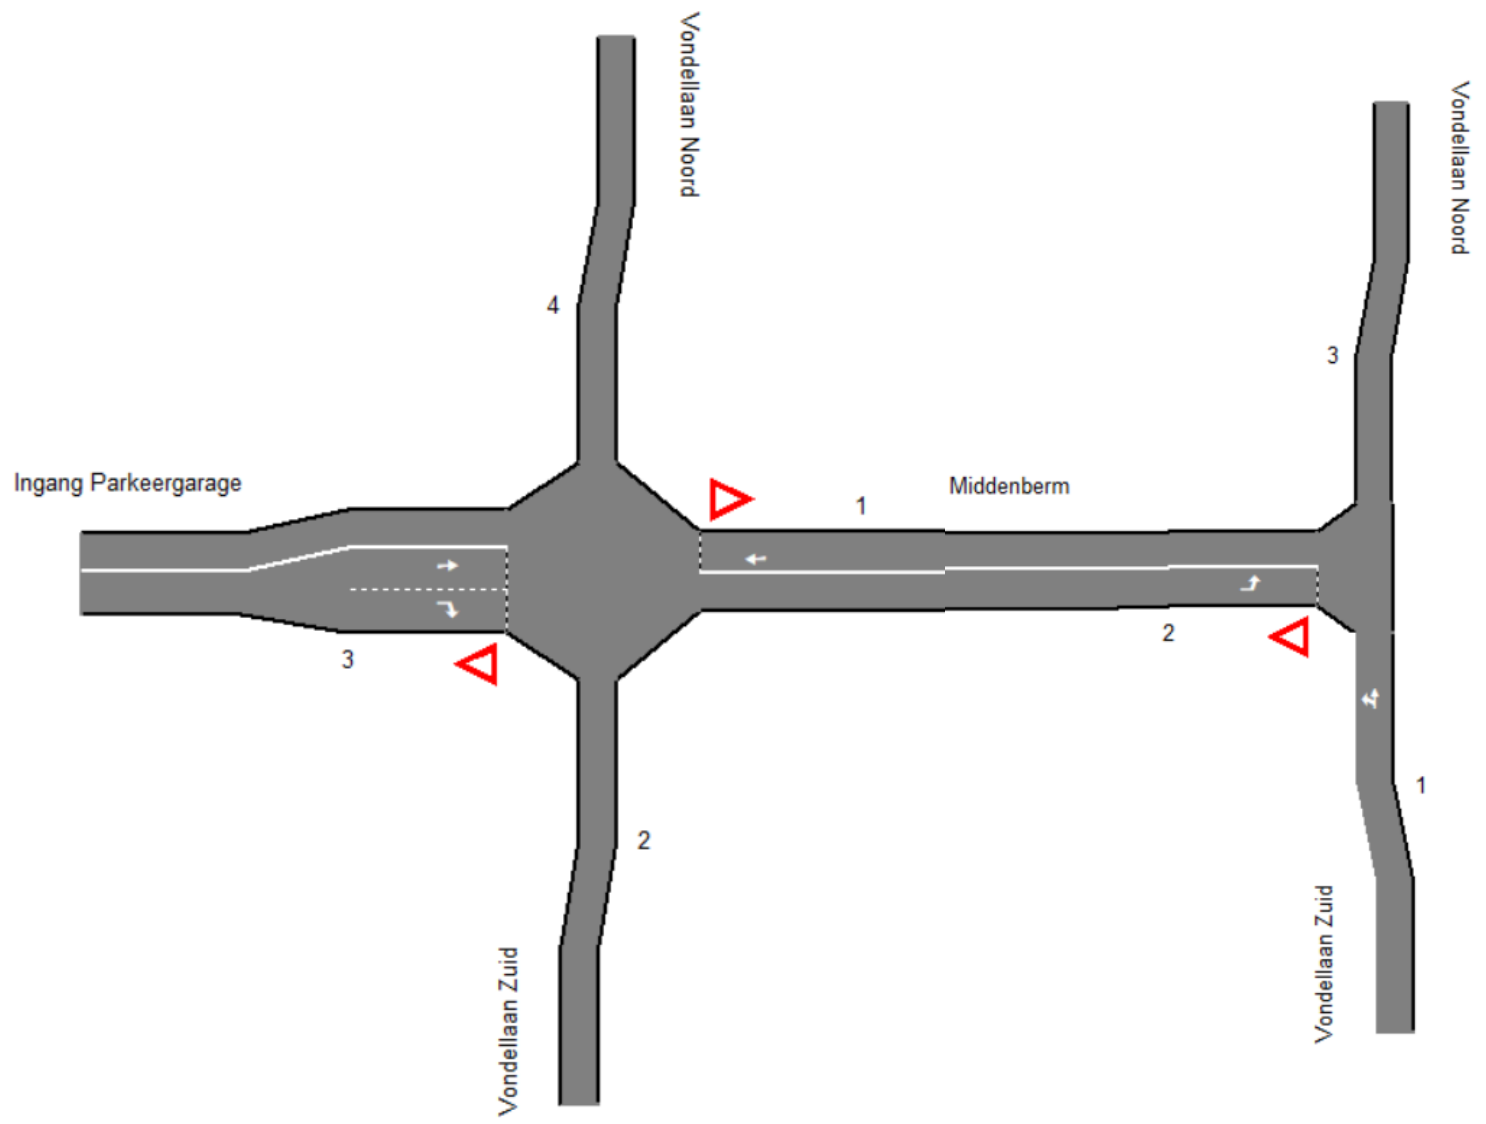 Vondellaan Noord
Vondellaan Noord
4
3
Ingang Parkeergarage
Middenberm
1
3
2
1
2
Vondellaan Zuid
Vondellaan Zuid